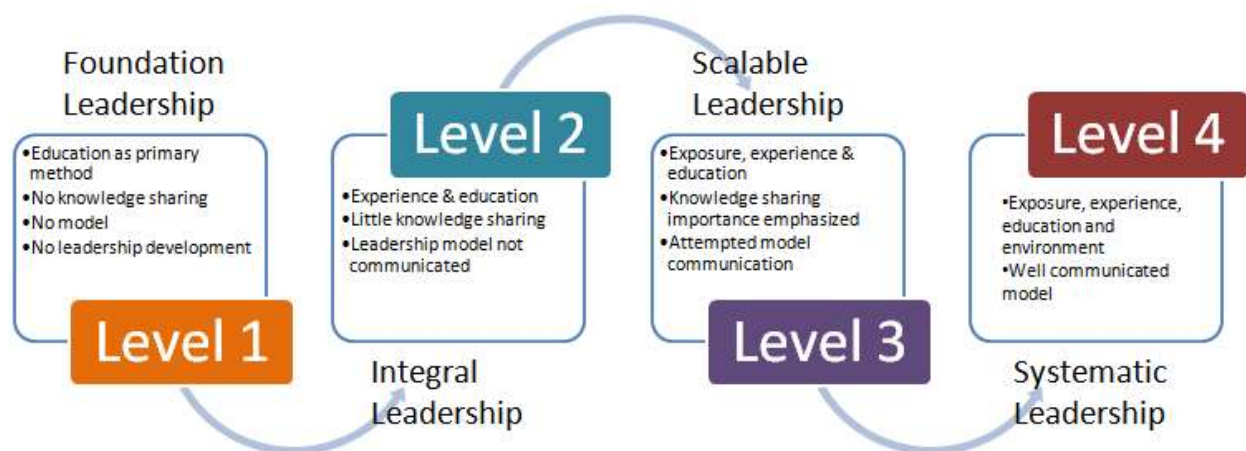 Foundation
Leadership
•Education as primary
method
•No knowledge sharing
•No model
•No leadership development
Level 1
Level 2
•Experience & education
•Little knowledge sharing
•Leadership model not
communicated
Integral
Leadership
Scalable
Leadership
•Exposure, experience &
education
•Knowledge sharing
importance emphasized
•Attempted model
communication
Level 3
Level 4
•Exposure, experience,
education and
environment
•Well communicated
model
Systematic
Leadership